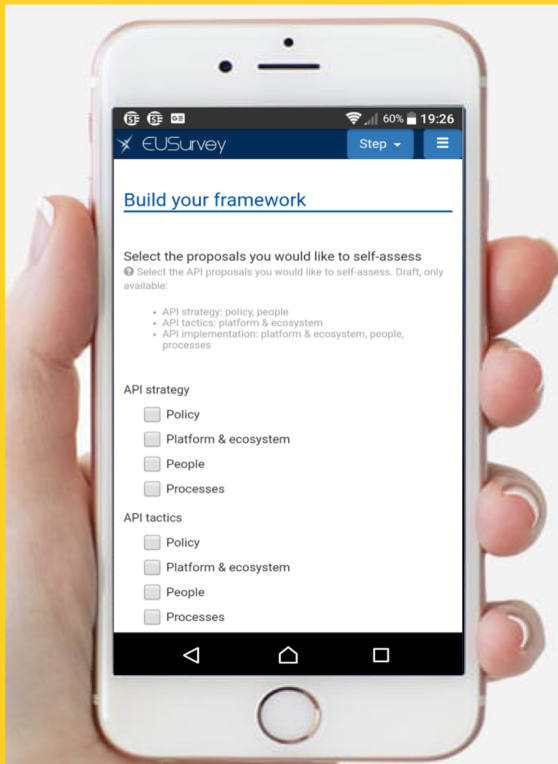 60% 19:26
EUSurvey
Step
Build your framework
Select the proposals you would like to self-assess
Select the API proposals you would like to self-assess. Draft, only
available:
API strategy: policy, people
API tactics: platform & ecosystem
API implementation: platform & ecosystem, people,
processes
API strategy
Policy
Platform & ecosystem
People
Processes
API tactics
Policy
Platform & ecosystem
People
Processes